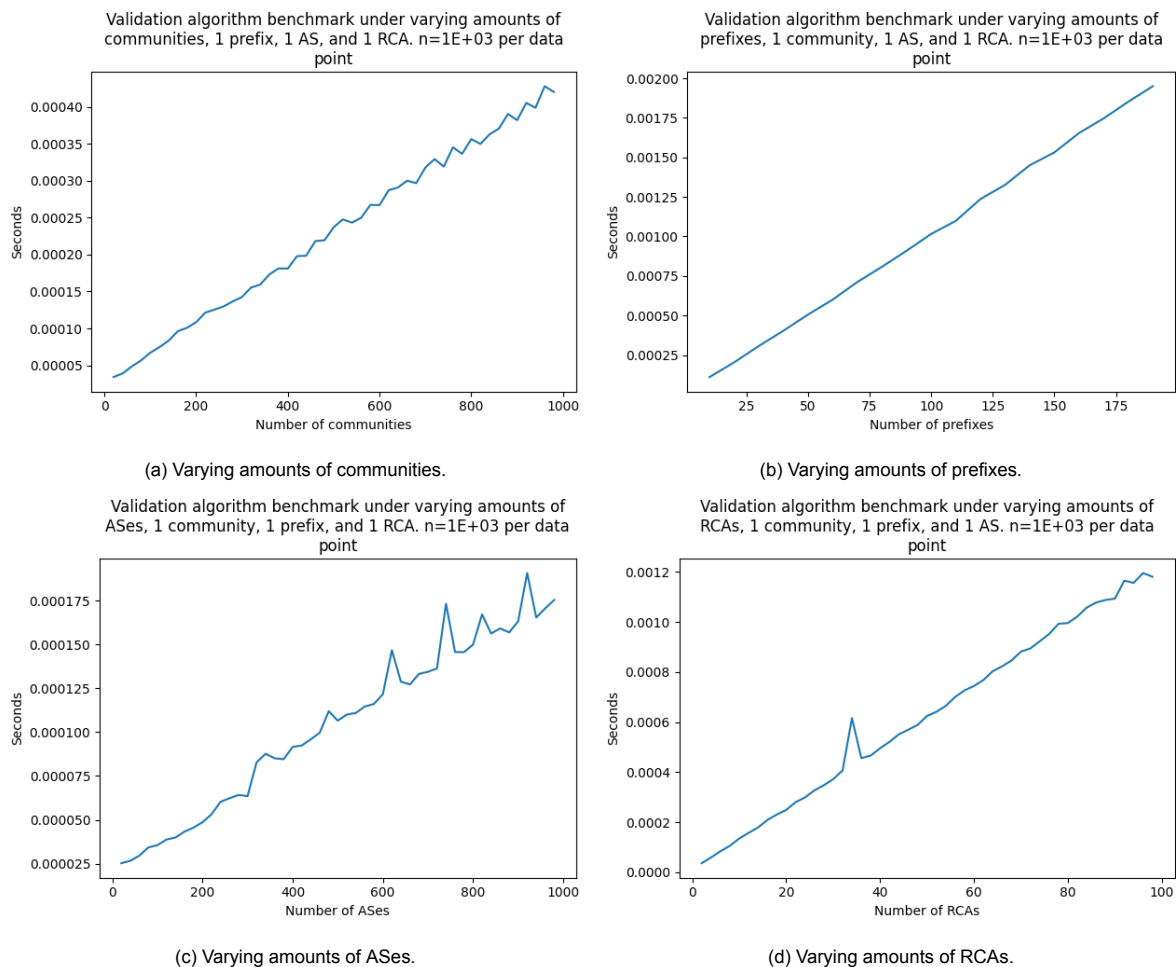 Validation algorithm benchmark under varying amounts of
communities, 1 prefix, 1 AS, and 1 RCA. n=1E+03 per data
point
0.00040
0.00035
0.00030
0.00025
0.00020
0.00015
0.00010
0.00005
Seconds
0 200 400 600 800 1000
Number of communities
(a) Varying amounts of communities.
Validation algorithm benchmark under varying amounts of
prefixes, 1 community, 1 AS, and 1 RCA. n=1E+03 per data
point
0.00200
0.00175
0.00150
0.00125
0.00100
0.00075
0.00050
0.00025
Seconds
25 50 75 100 125 150 175
Number of prefixes
(b) Varying amounts of prefixes.
Validation algorithm benchmark under varying amounts of
ASes, 1 community, 1 prefix, and 1 RCA. n=1E+03 per data
point
0.000175
0.000150
0.000125
0.000100
0.000075
0.000050
0.000025
Seconds
0 200 400 600 800 1000
Number of ASes
(c) Varying amounts of ASes.
Validation algorithm benchmark under varying amounts of
RCAs, 1 community, 1 prefix, and 1 AS. n=1E+03 per data
point
0.0012
0.0010
0.0008
0.0006
0.0004
0.0002
0.0000
Seconds
0 20 40 60 80 100
Number of RCAs
(d) Varying amounts of RCAs.